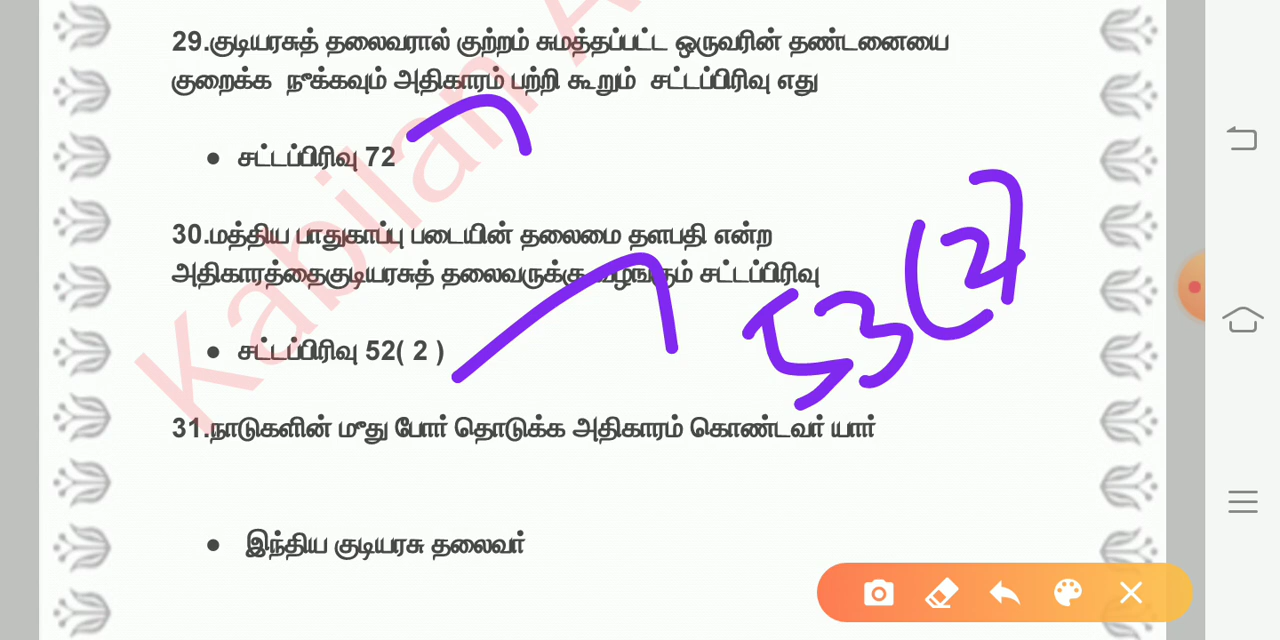 29.குடியரசுத் தலைவரால் குற்றம் சுமத்தப்பட்ட ஒருவரின் தண்டனையை
குறைக்க நீக்கவும் அதிகாரம் பற்றி கூறும் சட்டப்பிரிவு எது
● சட்டப்பிரிவு 72
30.மத்திய பாதுகாப்பு படையின் தலைமை தளபதி என்ற
அதிகாரத்தைகுடியரசுத் தலைவருக்கு வழங்கும் சட்டப்பிரிவு
● சட்டப்பிரிவு 52( 2 )
53(2)
31.நாடுகளின் மீது போர் தொடுக்க அதிகாரம் கொண்டவர் யார்
● இந்திய குடியரசு தலைவர்
Kabilan A